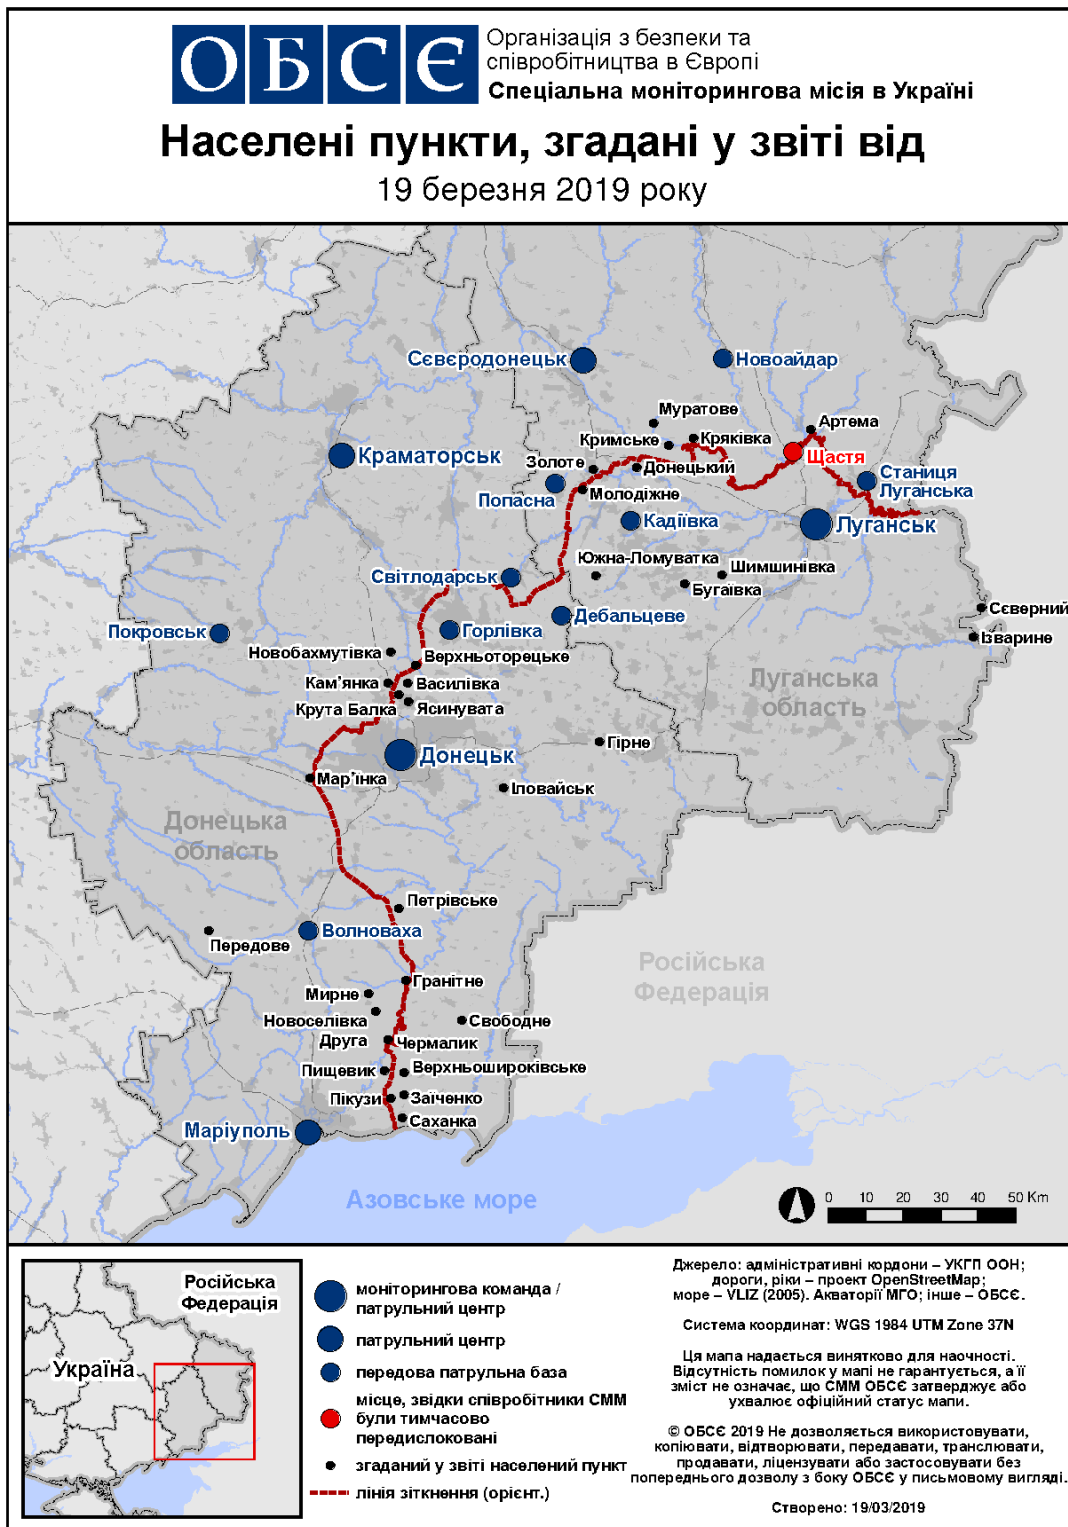 ОБСЄ
Організація з безпеки та
співробітництва в Європі
Спеціальна моніторингова місія в Україні
Населені пункти, згадані у звіті від
19 березня 2019 року
Сєвєродонецьк
Новоайдар
Муратове
Артема
Кримське
Кряківка
Краматорськ
Щастя
Золоте
Донецький
Станиця
Луганська
Попасна
Молодіжне
Кадіївка
Луганськ
Южна-Ломуватка
Шимшинівка
Світлодарськ
Бугаївка
Сєверний
Дебальцеве
Покровськ
Горлівка
Ізварине
Новобахмутівка
Верхньоторецьке
Кам'янка
Василівка
Луганська
область
Крута Балка
Ясинувата
Гірне
Донецьк
Мар'їнка
Іловайськ
Донецька
область
Петрівське
Волноваха
Передове
Російська
Федерація
Гранітне
Мирне
Новоселівка
Друга
Свободне
Чермалик
Пищевик
Верхньошироківське
Пікузи
Заїченко
Саханка
Маріуполь
Азовське море
0 10 20 30 40 50 Km
Російська
Федерація
Україна
моніторингова команда /
патрульний центр
патрульний центр
передова патрульна база
місце, звідки співробітники СММ
були тимчасово
передислоковані
згаданий у звіті населений пункт
лінія зіткнення (орієнт.)
Джерело: адміністративні кордони – УКГП ООН;
дороги, ріки – проект OpenStreetMap;
море – VLIZ (2005). Акваторії МГО; інше – ОБСЄ.
Система координат: WGS 1984 UTM Zone 37N
Ця мапа надається винятково для наочності.
Відсутність помилок у мапі не гарантується, а її
зміст не означає, що СММ ОБСЄ затверджує або
ухвалює офіційний статус мапи.
© ОБСЄ 2019 Не дозволяється використовувати,
копіювати, відтворювати, передавати, транслювати,
продавати, ліцензувати або застосовувати без
попереднього дозволу з боку ОБСЄ у письмовому вигляді.
Створено: 19/03/2019